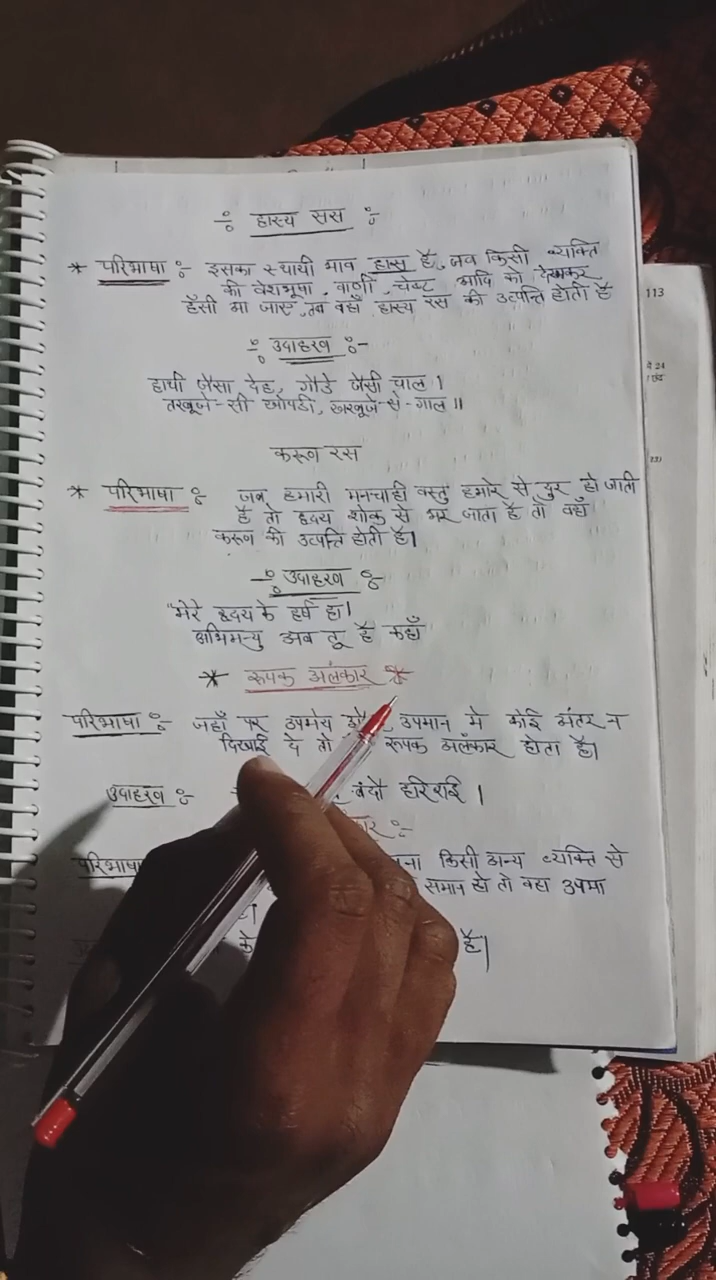 ÷ हास्य सस ÷
* परिभाषा :- इसका स्थायी भाव हास है, जब किसी व्यक्ति
की वेशभूषा, वाणी, चेष्ट आदि को देखकर
हँसी आ जाए, तब वहाँ हास्य रस की उत्पत्ति होती है
÷ उदाहरण :-
हाथी जैसा देह, गैंडे जैसी चाल।
तरबूजे-सी खोपडी, खरबूजे-से-गाल॥
करूण रस
* परिभाषा :- जब हमारी मनचाही वस्तु हमारे से दुर हो जाती
है तो हृदय शोक से भर जाता है तो वहाँ
करूण की उत्पत्ति होती है।
÷ उदाहरण :-
"मेरे हृदय के हर्ष हा।
अभिमन्यु अब तू है कहाँ
* रूपक अलंकार *
परिभाषा :- जहाँ पर उपमेय उपमान मे कोई अंतर न
दिखाई दे तो रूपक अलंकार होता है।
उदाहरण :- बंदौ हरिराई।
परिभाषा किसी अन्य व्यक्ति से
समान हो तो वहा उपमा
के है।
113